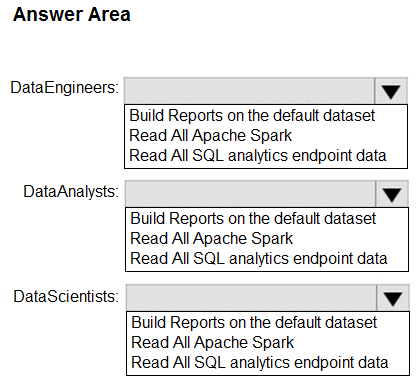 Answer Area
DataEngineers:
Build Reports on the default dataset
Read All Apache Spark
Read All SQL analytics endpoint data
DataAnalysts:
Build Reports on the default dataset
Read All Apache Spark
Read All SQL analytics endpoint data
DataScientists:
Build Reports on the default dataset
Read All Apache Spark
Read All SQL analytics endpoint data